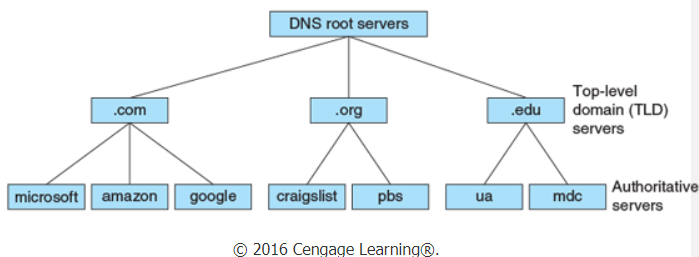 DNS root servers
.com
.org
.edu
Top-level
domain (TLD)
servers
microsoft
amazon
google
craigslist
pbs
ua
mdc
Authoritative
servers
© 2016 Cengage Learning®.